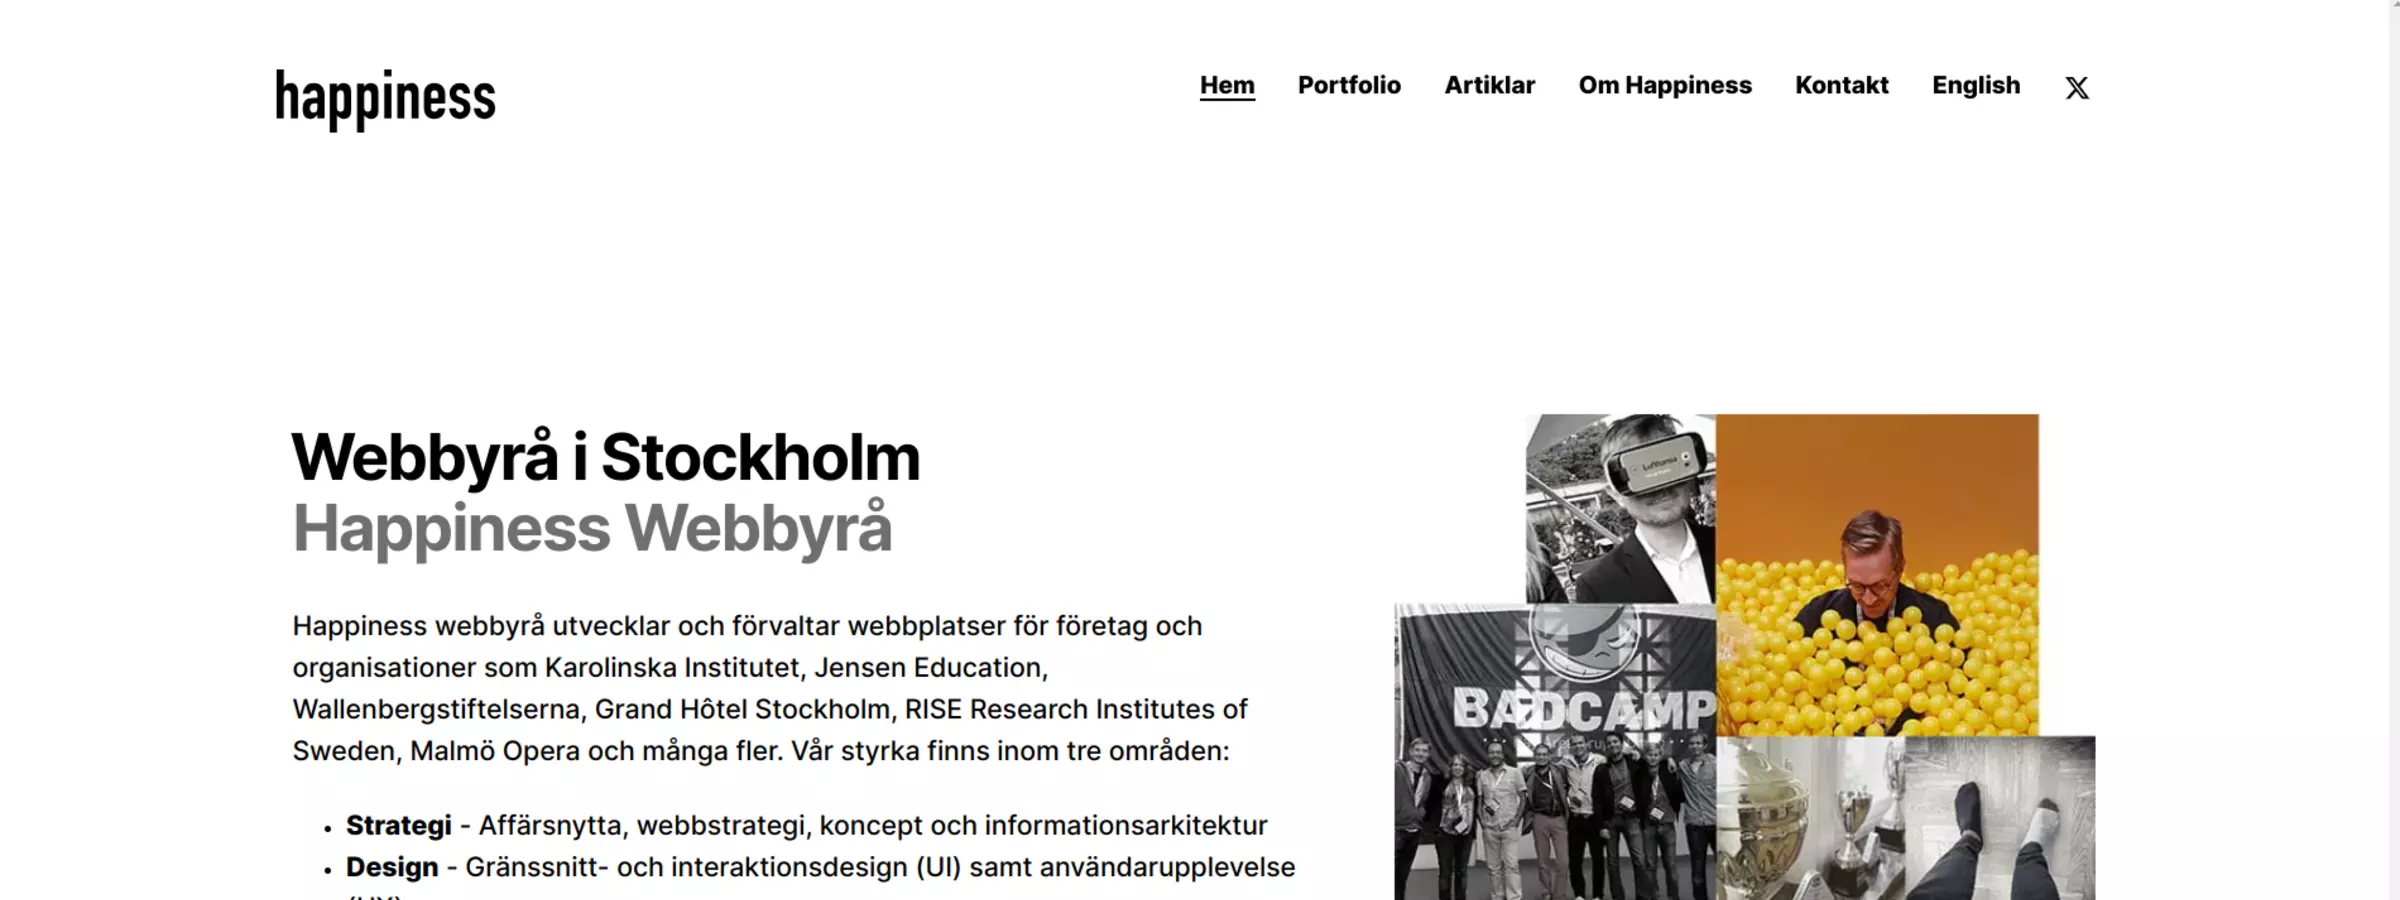 happiness
Hem Portfolio Artiklar Om Happiness Kontakt English X
Webbyrå i Stockholm
Happiness Webbyrå
Happiness webbyrå utvecklar och förvaltar webbplatser för företag och
organisationer som Karolinska Institutet, Jensen Education,
Wallenbergstiftelserna, Grand Hôtel Stockholm, RISE Research Institutes of
Sweden, Malmö Opera och många fler. Vår styrka finns inom tre områden:
• Strategi - Affärsnytta, webbstrategi, koncept och informationsarkitektur
• Design - Gränssnitt- och interaktionsdesign (UI) samt användarupplevelse
Lufthansa
BADCAMP